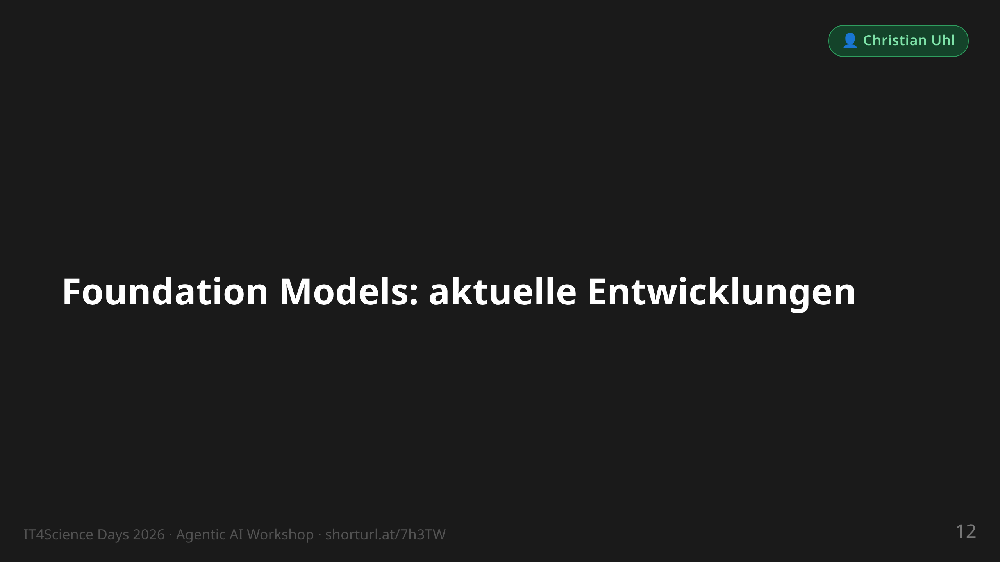 👤 Christian Uhl
Foundation Models: aktuelle Entwicklungen
IT4Science Days 2026 · Agentic AI Workshop · shorturl.at/7h3TW
12